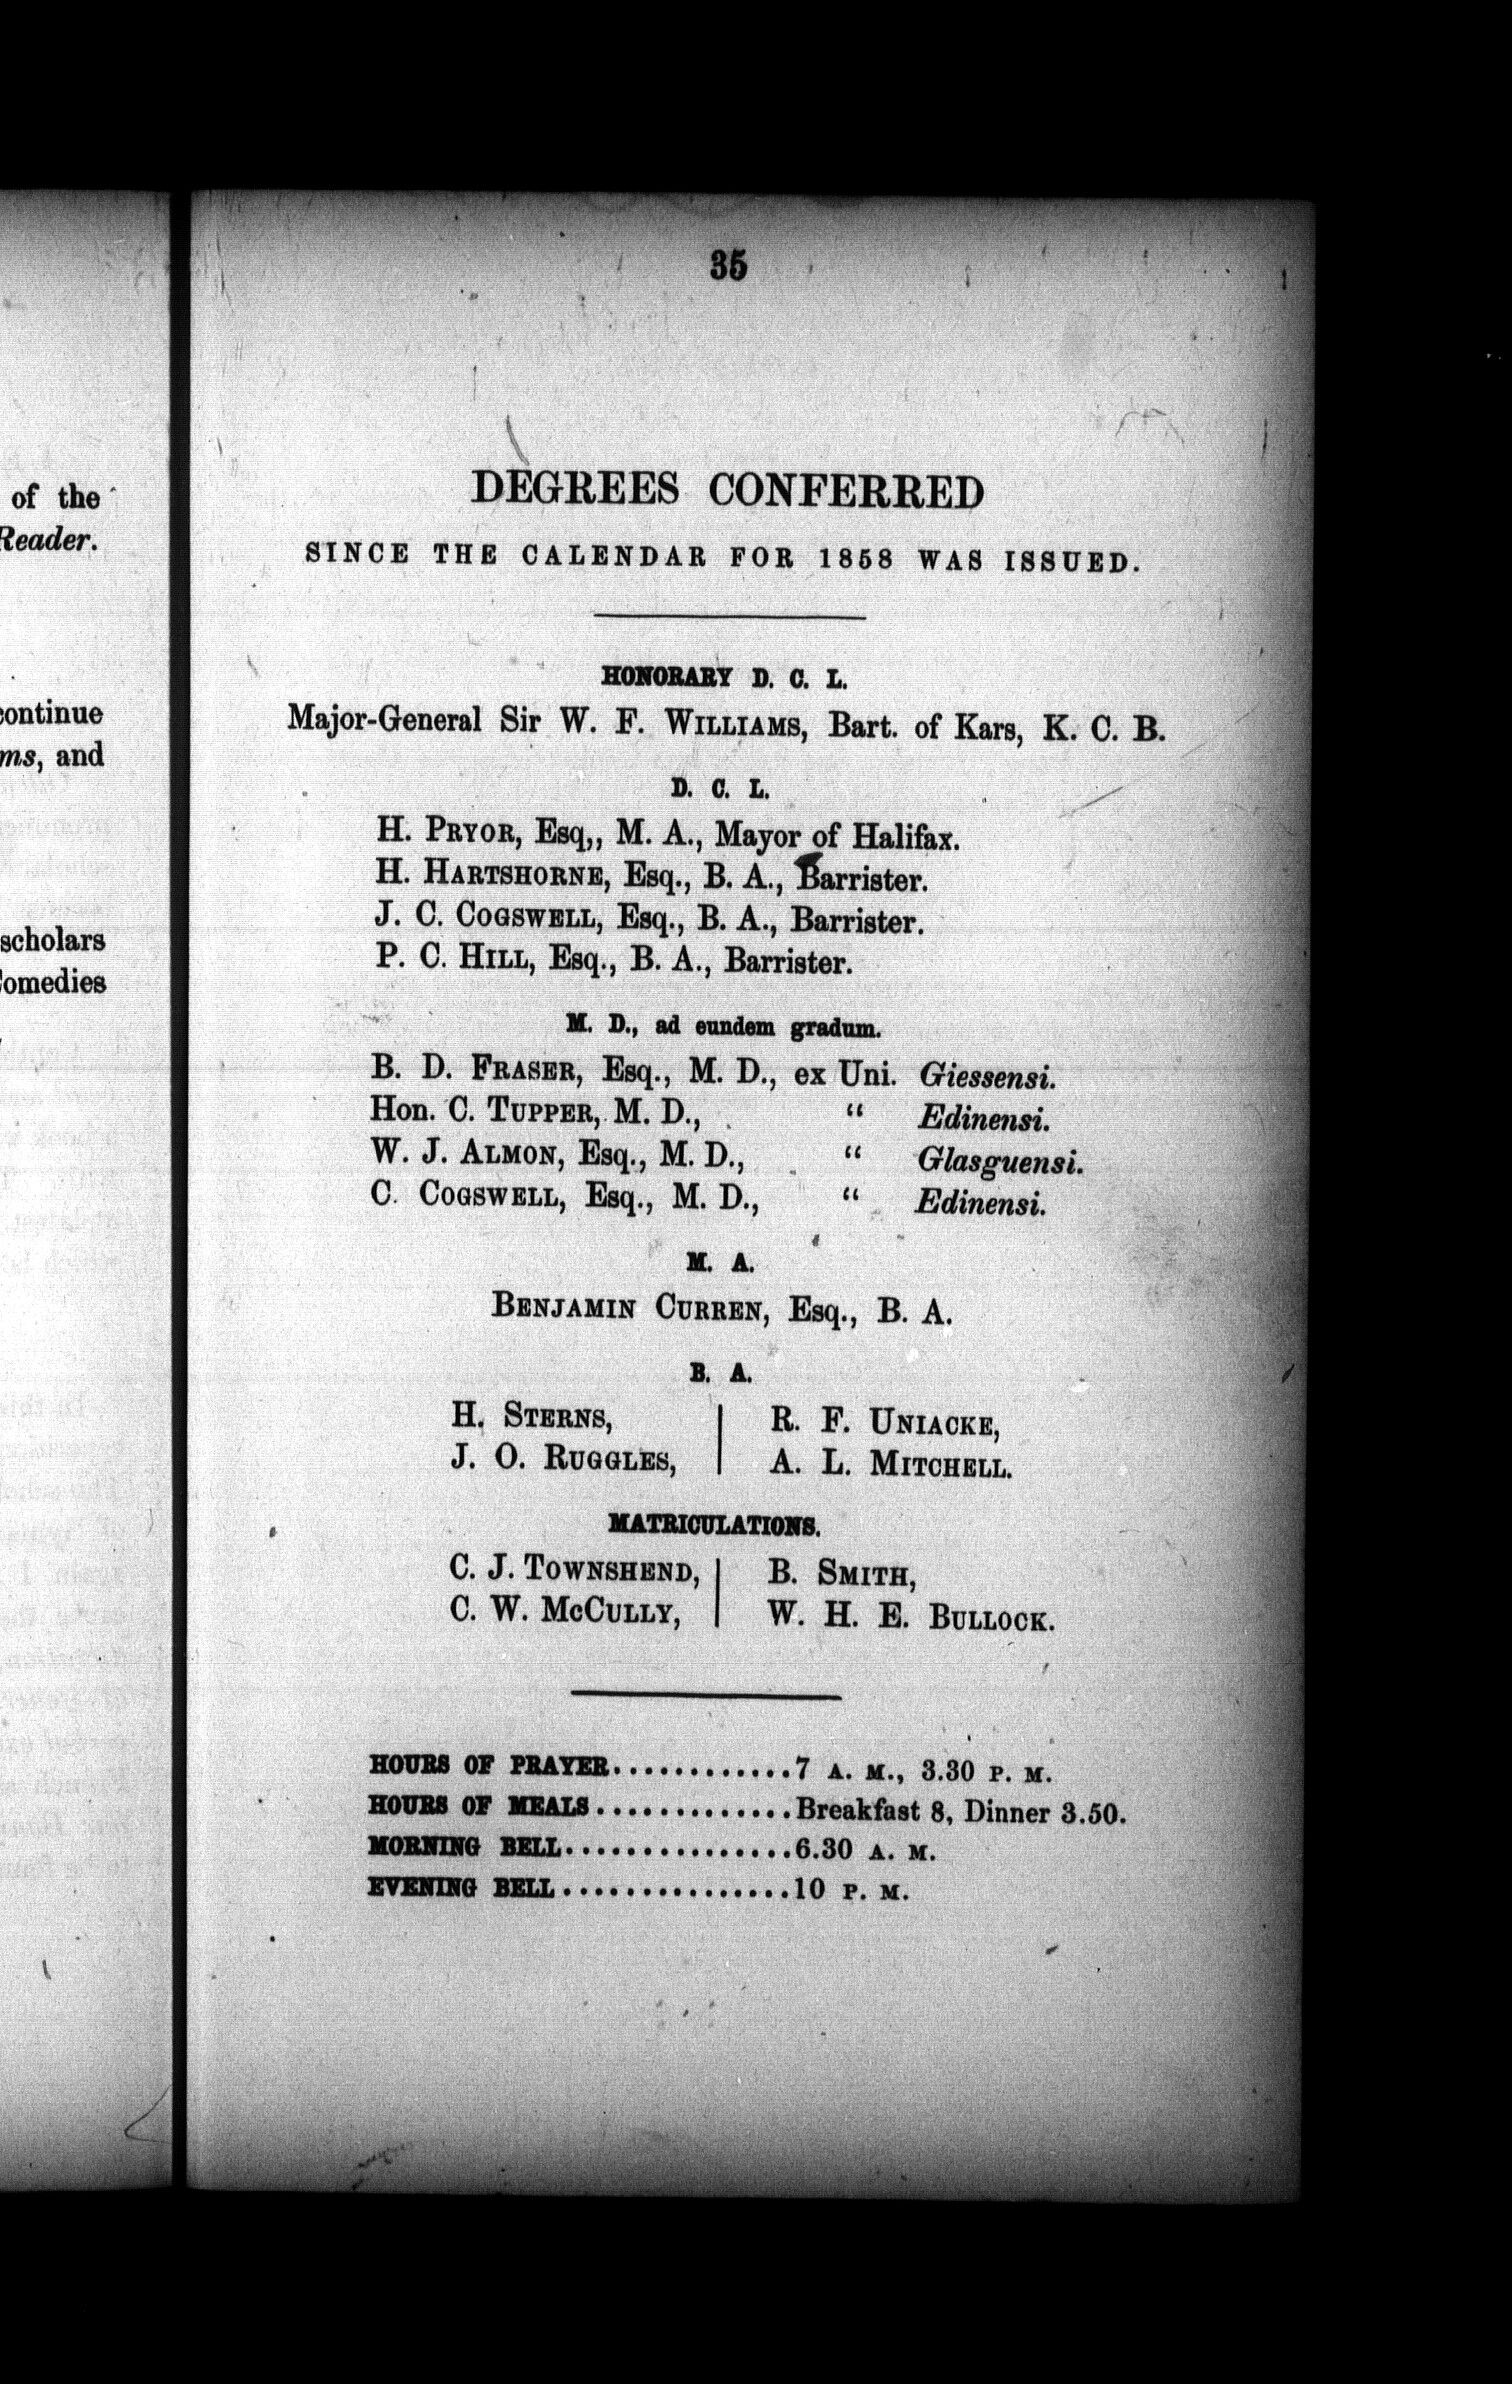 of the
Reader.
continue
ms, and
scholars
Comedies
35
DEGREES CONFERRED
SINCE THE CALENDAR FOR 1858 WAS ISSUED.
HONORARY D. C. L.
Major-General Sir W. F. WILLIAMS, Bart. of Kars, K. C. B.
D. C. L.
H. PRYOR, Esq,, M. A., Mayor of Halifax.
H. HARTSHORNE, Esq., B. A., Barrister.
J. C. COGSWELL, Esq., B. A., Barrister.
P. C. HILL, Esq., B. A., Barrister.
M. D., ad eundem gradum.
B. D. FRASER, Esq., M. D., ex Uni. Giessensi.
Hon. C. TUPPER, M. D., “ Edinensi.
W. J. ALMON, Esq., M. D., “ Glasguensi.
C. COGSWELL, Esq., M. D., “ Edinensi.
M. A.
BENJAMIN CURREN, Esq., B. A.
B. A.
H. STERNS, R. F. UNIACKE,
J. O. RUGGLES, A. L. MITCHELL.
MATRICULATIONS.
C. J. TOWNSHEND, B. SMITH,
C. W. McCULLY, W. H. E. BULLOCK.
HOURS OF PRAYER............7 A. M., 3.30 P. M.
HOURS OF MEALS.............Breakfast 8, Dinner 3.50.
MORNING BELL...............6.30 A. M.
EVENING BELL...............10 P. M.